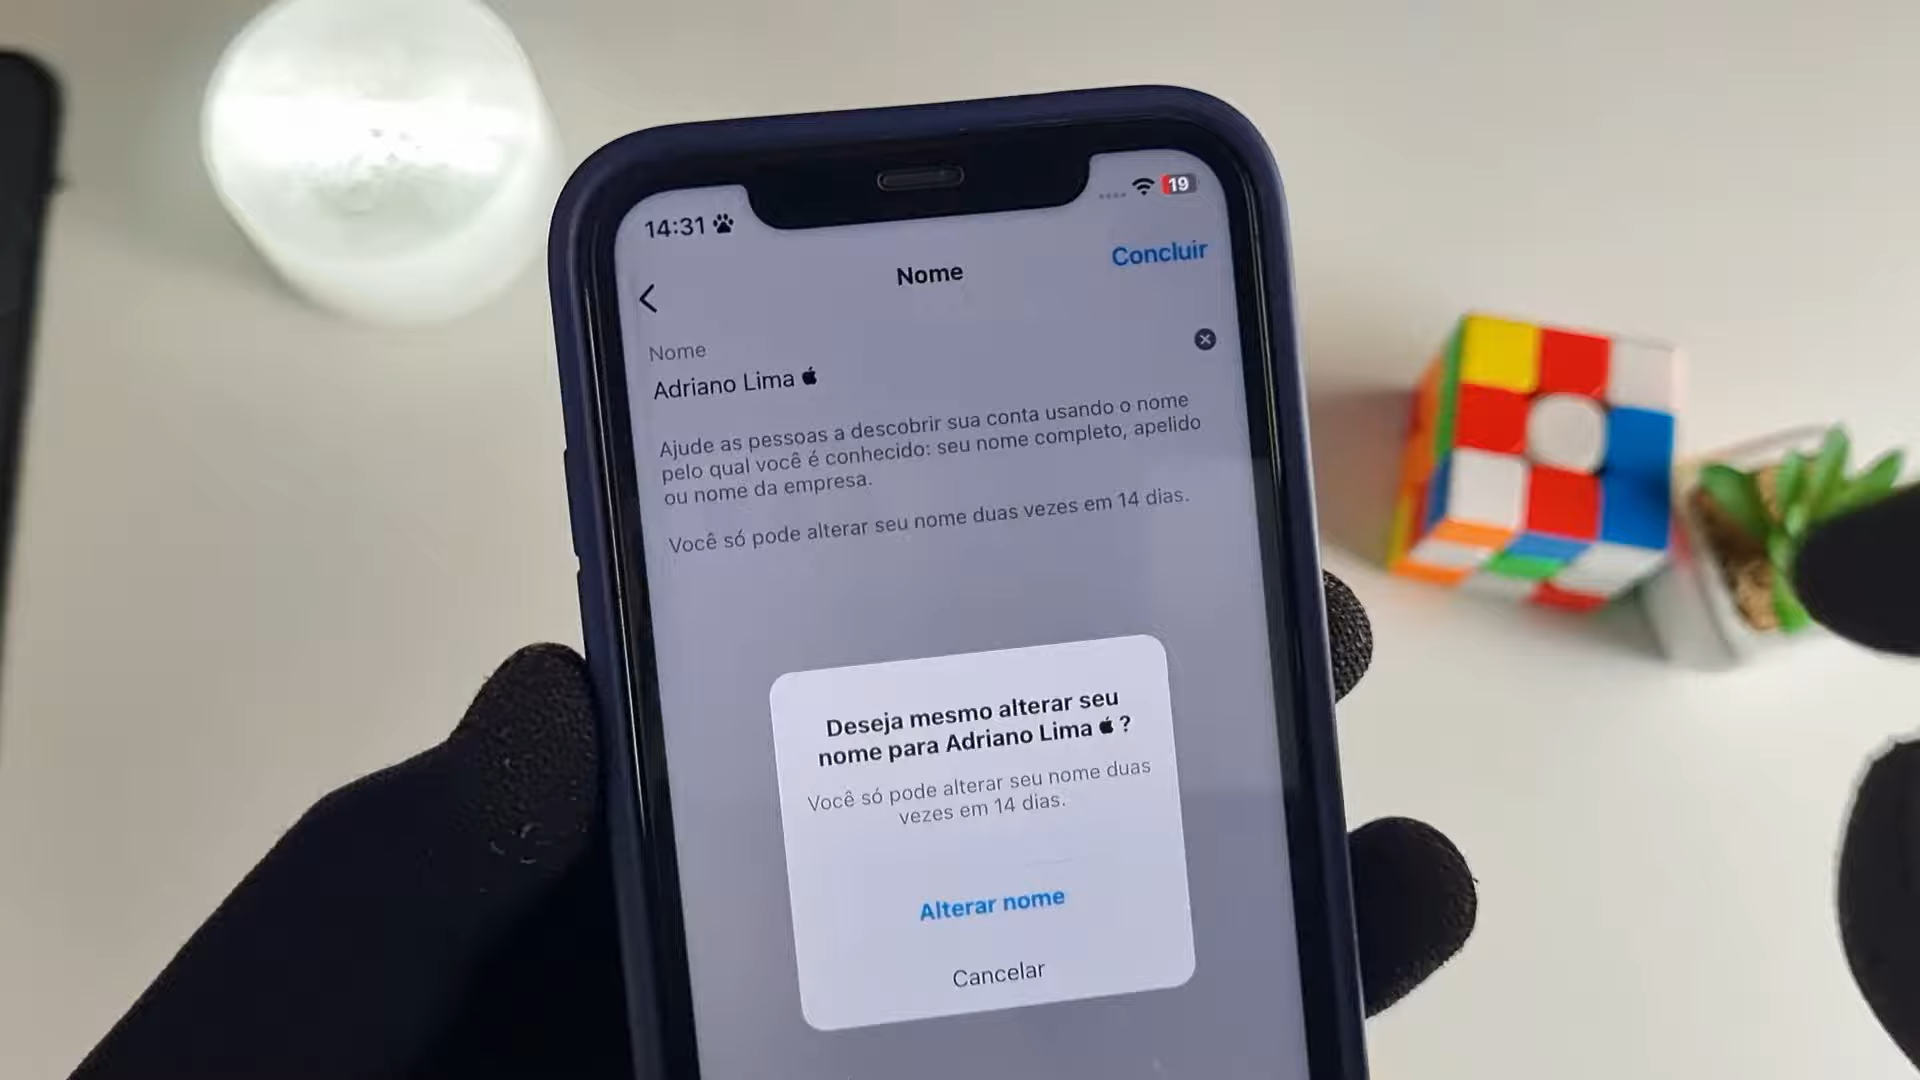 14:31
19
Nome
Concluir
Nome
Adriano Lima 
Ajude as pessoas a descobrir sua conta usando o nome
pelo qual você é conhecido: seu nome completo, apelido
ou nome da empresa.
Você só pode alterar seu nome duas vezes em 14 dias.
Deseja mesmo alterar seu
nome para Adriano Lima  ?
Você só pode alterar seu nome duas
vezes em 14 dias.
Alterar nome
Cancelar